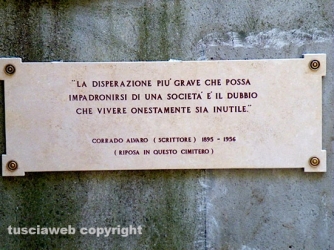 "LA DISPERAZIONE PIU' GRAVE CHE POSSA
IMPADRONIRSI DI UNA SOCIETA' E' IL DUBBIO
CHE VIVERE ONESTAMENTE SIA INUTILE."
CORRADO ALVARO ( SCRITTORE ) 1895 - 1956
( RIPOSA IN QUESTO CIMITERO )
tusciaweb copyright